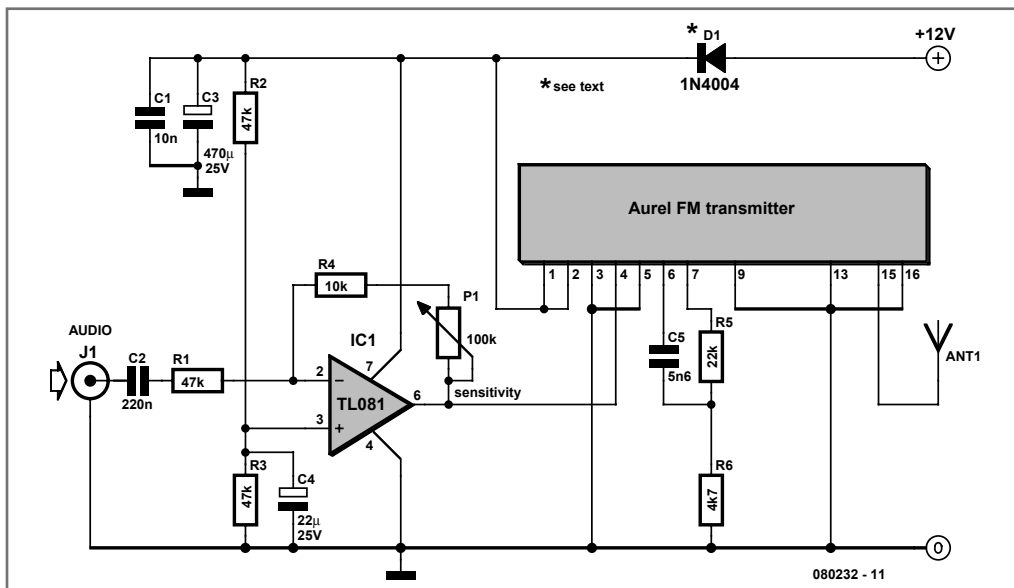 * D1
1N4004
+12V
* see text
C1
10n
C3
470µ
25V
R2
47k
Aurel FM transmitter
1 2 3 4 5 6 7 9 13 15 16
R4
10k
P1
100k
sensitivity
AUDIO
J1
C2
220n
R1
47k
IC1
TL081
2
3
6
7
4
C5
5n6
R5
22k
ANT1
R3
47k
C4
22µ
25V
R6
4k7
0
080232 - 11